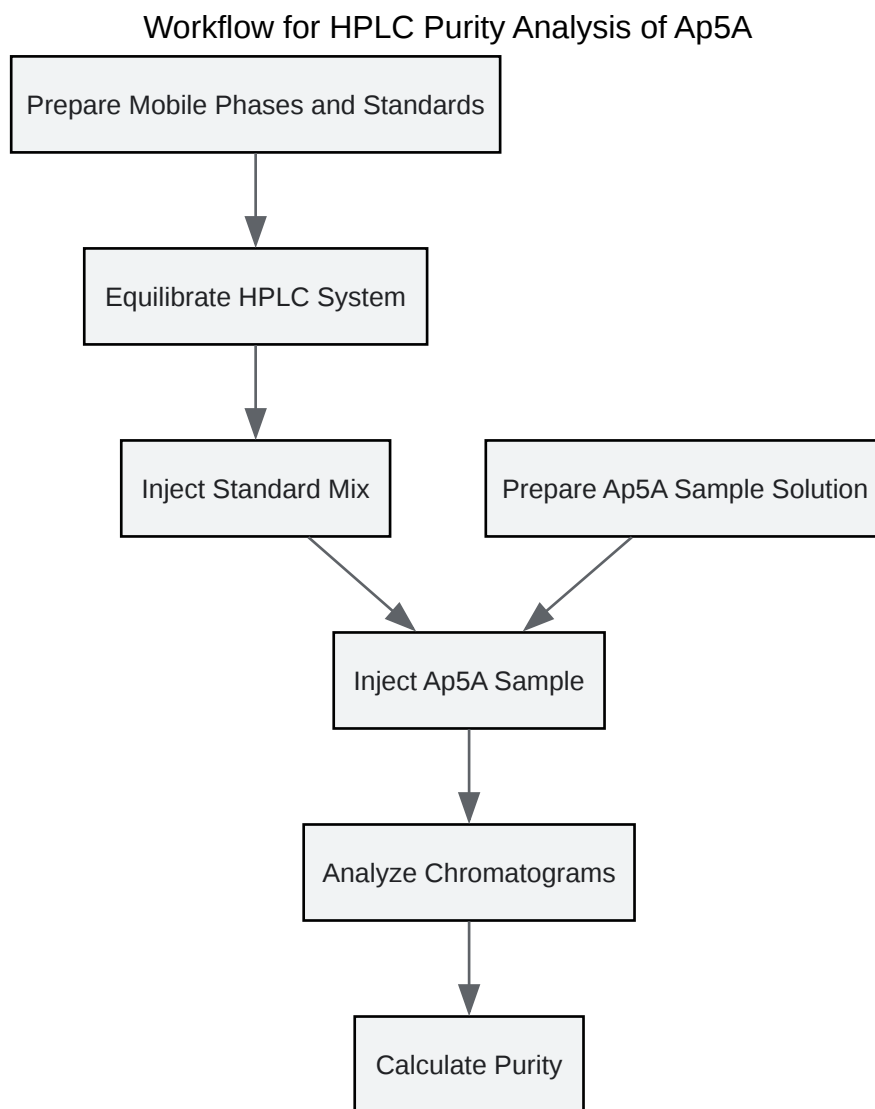 Workflow for HPLC Purity Analysis of Ap5A
Prepare Mobile Phases and Standards
Equilibrate HPLC System
Inject Standard Mix
Prepare Ap5A Sample Solution
Inject Ap5A Sample
Analyze Chromatograms
Calculate Purity